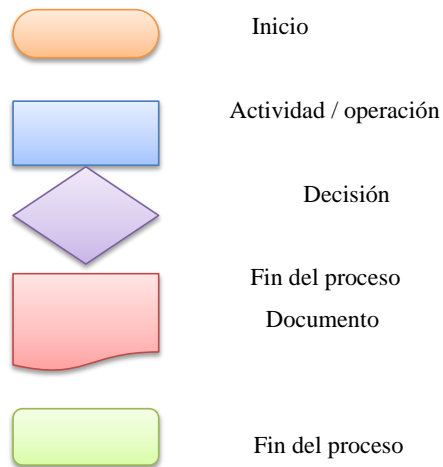 Inicio
Actividad / operación
Decisión
Fin del proceso
Documento
Fin del proceso